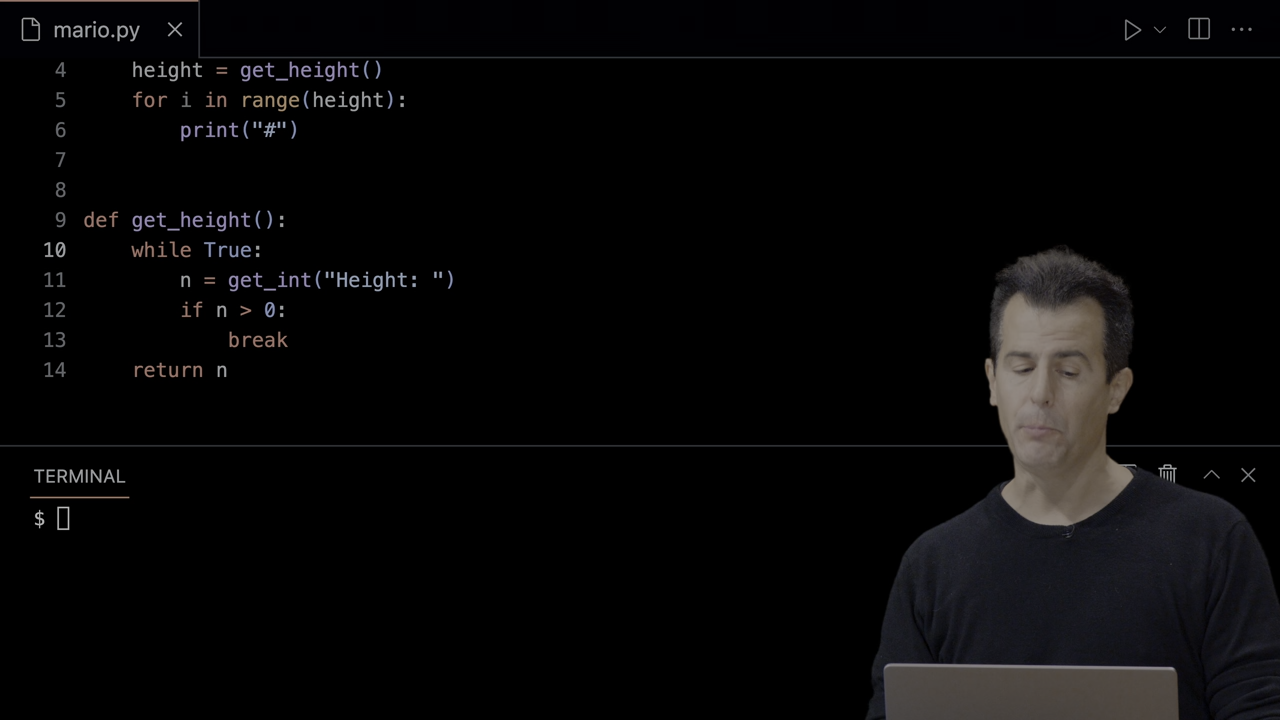 mario.py
4 height = get_height()
5 for i in range(height):
6 print("#")
7
8
9 def get_height():
10 while True:
11 n = get_int("Height: ")
12 if n > 0:
13 break
14 return n
TERMINAL
$